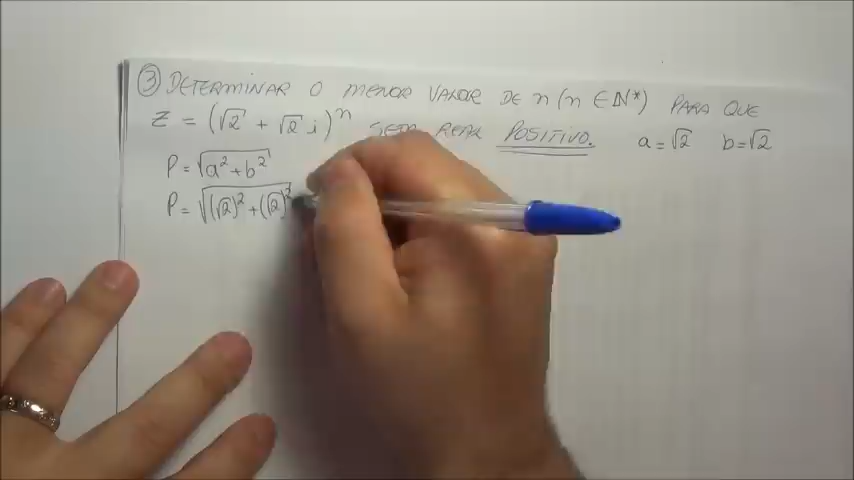 ③ DETERMINAR O MENOR VALOR DE n (n ∈ ℕ*) PARA QUE
z = (√2 + √2 i)ⁿ SEJA REAL POSITIVO. a = √2 b = √2
ρ = √(a² + b²)
ρ = √((√2)² + (√2)²)